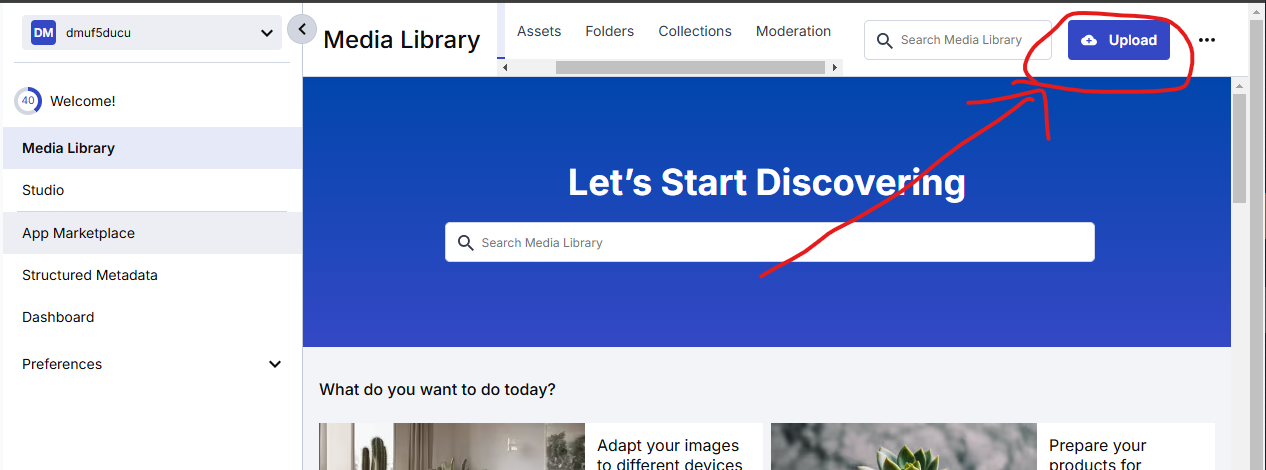 DM dmuf5ducu
Media Library
Assets Folders Collections Moderation
Search Media Library
Upload
40 Welcome!
Media Library
Studio
App Marketplace
Structured Metadata
Dashboard
Preferences
Let’s Start Discovering
Search Media Library
What do you want to do today?
Adapt your images
to different devices
Prepare your
products for